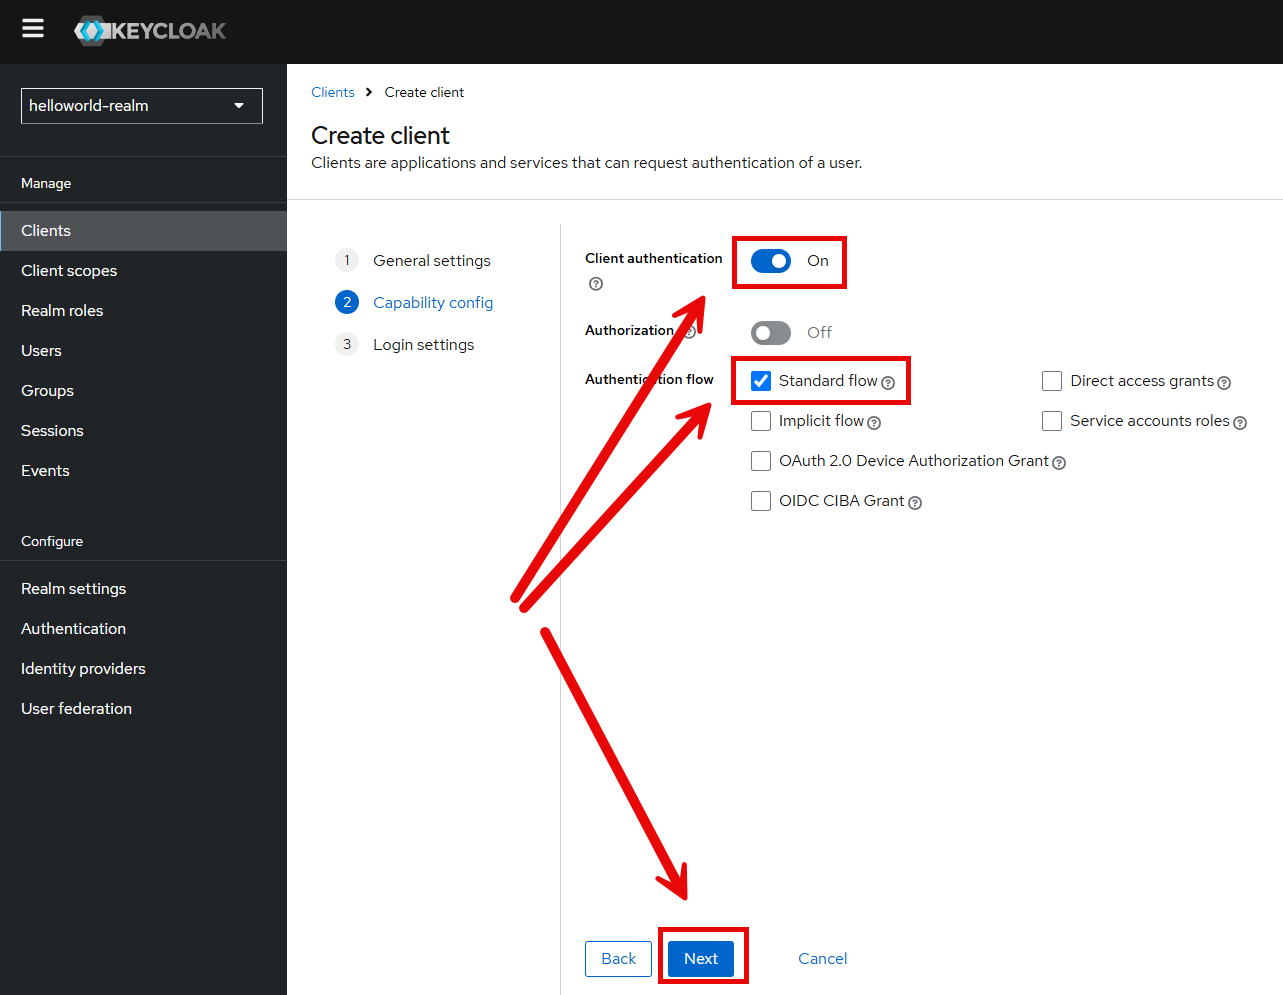 KEYCLOAK
helloworld-realm
Manage
Clients
Client scopes
Realm roles
Users
Groups
Sessions
Events
Configure
Realm settings
Authentication
Identity providers
User federation
Clients > Create client
Create client
Clients are applications and services that can request authentication of a user.
1 General settings
2 Capability config
3 Login settings
Client authentication ? On
Authorization ? Off
Authentication flow
Standard flow ? Direct access grants ?
Implicit flow ? Service accounts roles ?
OAuth 2.0 Device Authorization Grant ?
OIDC CIBA Grant ?
Back Next Cancel